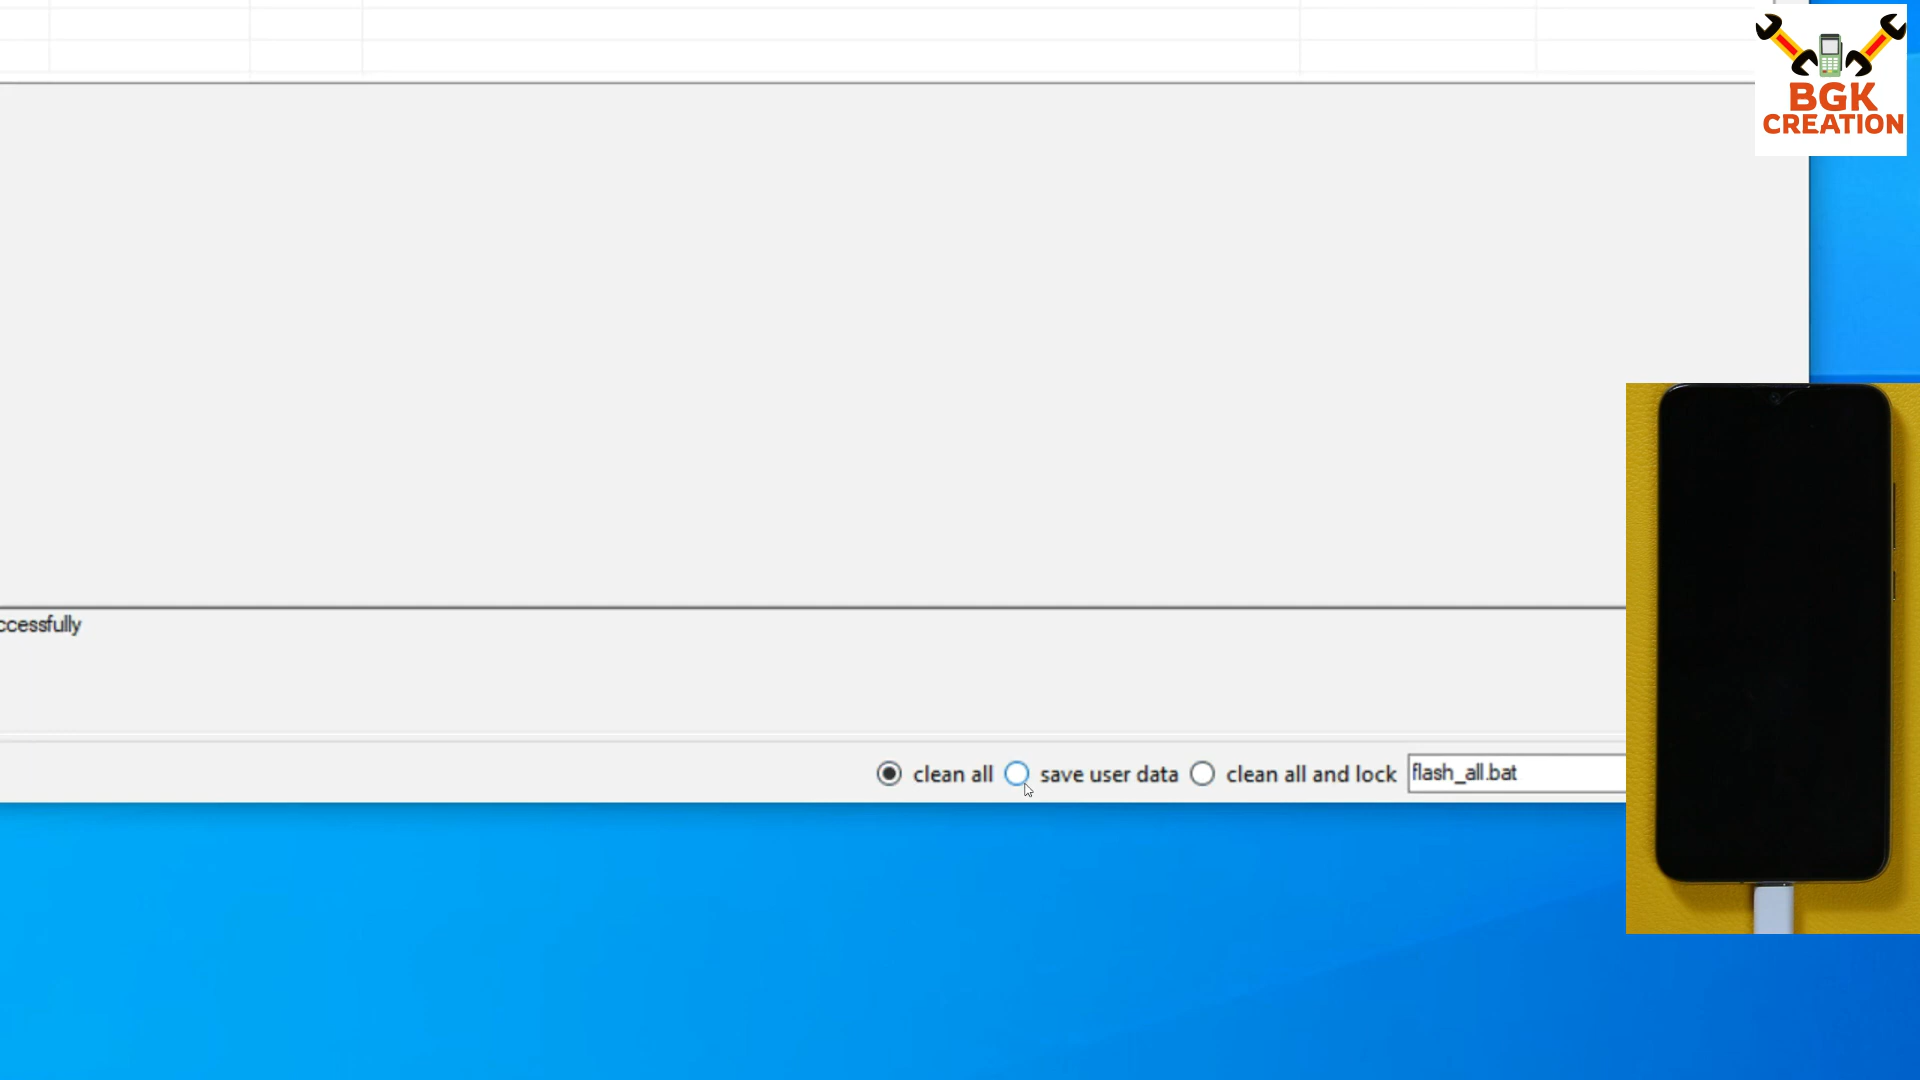 BGK
CREATION
ccessfully
clean all save user data clean all and lock flash_all.bat